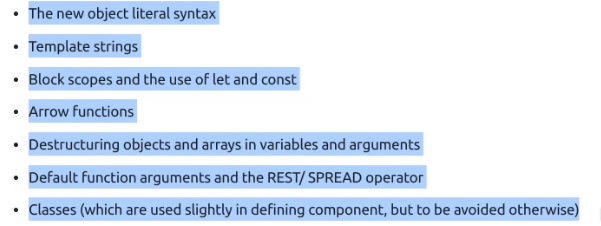 • The new object literal syntax
• Template strings
• Block scopes and the use of let and const
• Arrow functions
• Destructuring objects and arrays in variables and arguments
• Default function arguments and the REST/ SPREAD operator
• Classes (which are used slightly in defining component, but to be avoided otherwise)